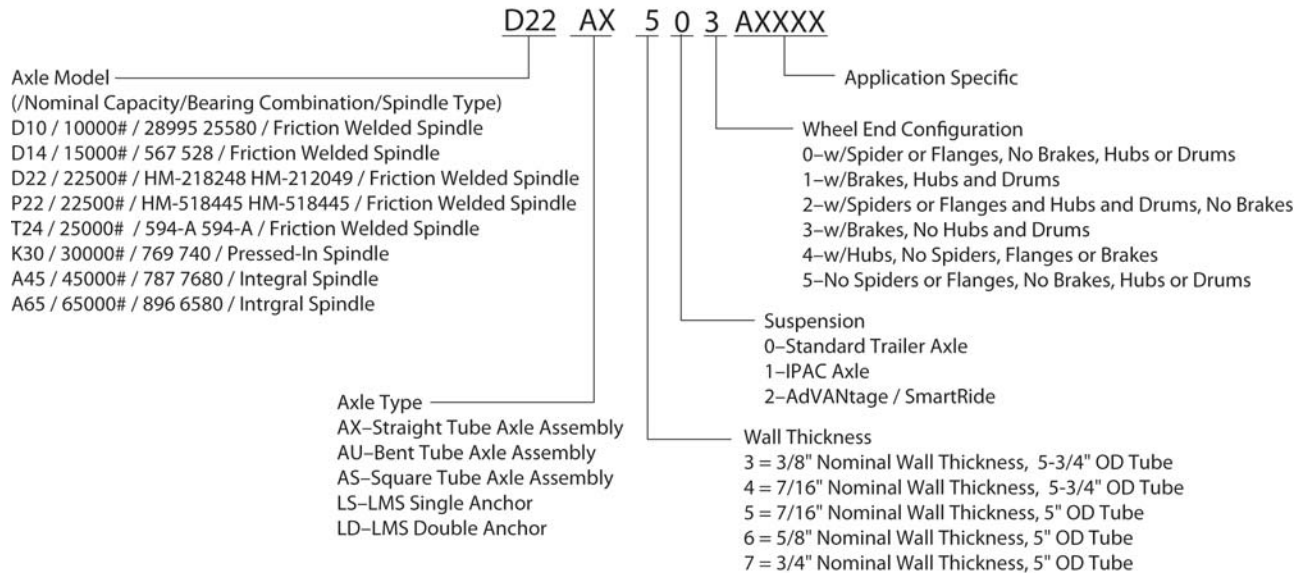 D22 AX 5 0 3 AXXXX
Axle Model
(/Nominal Capacity/Bearing Combination/Spindle Type)
D10 / 10000# / 28995 25580 / Friction Welded Spindle
D14 / 15000# / 567 528 / Friction Welded Spindle
D22 / 22500# / HM-218248 HM-212049 / Friction Welded Spindle
P22 / 22500# / HM-518445 HM-518445 / Friction Welded Spindle
T24 / 25000# / 594-A 594-A / Friction Welded Spindle
K30 / 30000# / 769 740 / Pressed-In Spindle
A45 / 45000# / 787 7680 / Integral Spindle
A65 / 65000# / 896 6580 / Intrgral Spindle
Axle Type
AX–Straight Tube Axle Assembly
AU–Bent Tube Axle Assembly
AS–Square Tube Axle Assembly
LS–LMS Single Anchor
LD–LMS Double Anchor
Application Specific
Wheel End Configuration
0–w/Spider or Flanges, No Brakes, Hubs or Drums
1–w/Brakes, Hubs and Drums
2–w/Spiders or Flanges and Hubs and Drums, No Brakes
3–w/Brakes, No Hubs and Drums
4–w/Hubs, No Spiders, Flanges or Brakes
5–No Spiders or Flanges, No Brakes, Hubs or Drums
Suspension
0–Standard Trailer Axle
1–IPAC Axle
2–AdVANtage / SmartRide
Wall Thickness
3 = 3/8" Nominal Wall Thickness, 5-3/4" OD Tube
4 = 7/16" Nominal Wall Thickness, 5-3/4" OD Tube
5 = 7/16" Nominal Wall Thickness, 5" OD Tube
6 = 5/8" Nominal Wall Thickness, 5" OD Tube
7 = 3/4" Nominal Wall Thickness, 5" OD Tube